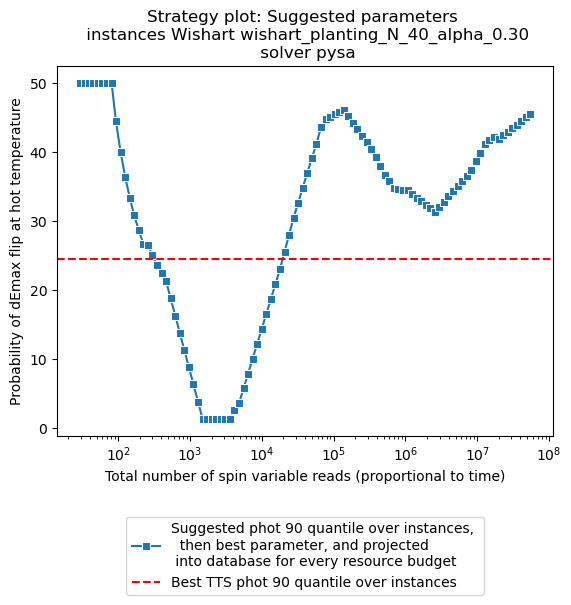 Strategy plot: Suggested parameters
instances Wishart wishart_planting_N_40_alpha_0.30
solver pysa
Probability of dEmax flip at hot temperature
50
40
30
20
10
0
10² 10³ 10⁴ 10⁵ 10⁶ 10⁷ 10⁸
Total number of spin variable reads (proportional to time)
Suggested phot 90 quantile over instances,
then best parameter, and projected
into database for every resource budget
Best TTS phot 90 quantile over instances